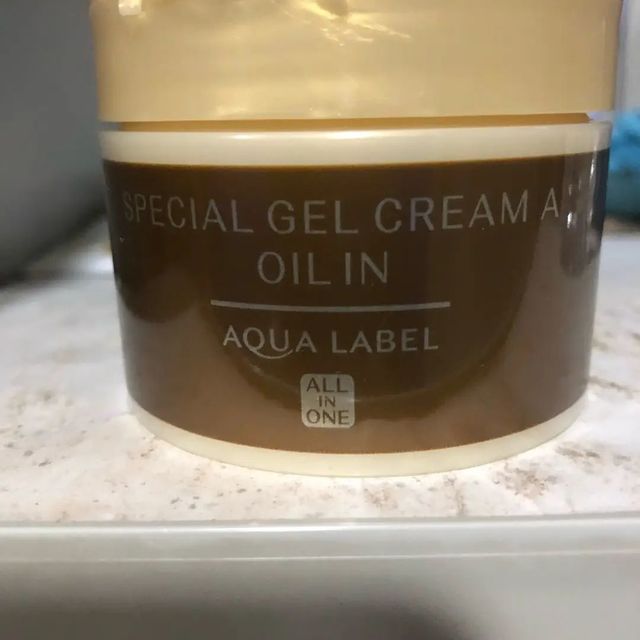 SPECIAL GEL CREAM A
OIL IN
AQUA LABEL
ALL
IN
ONE